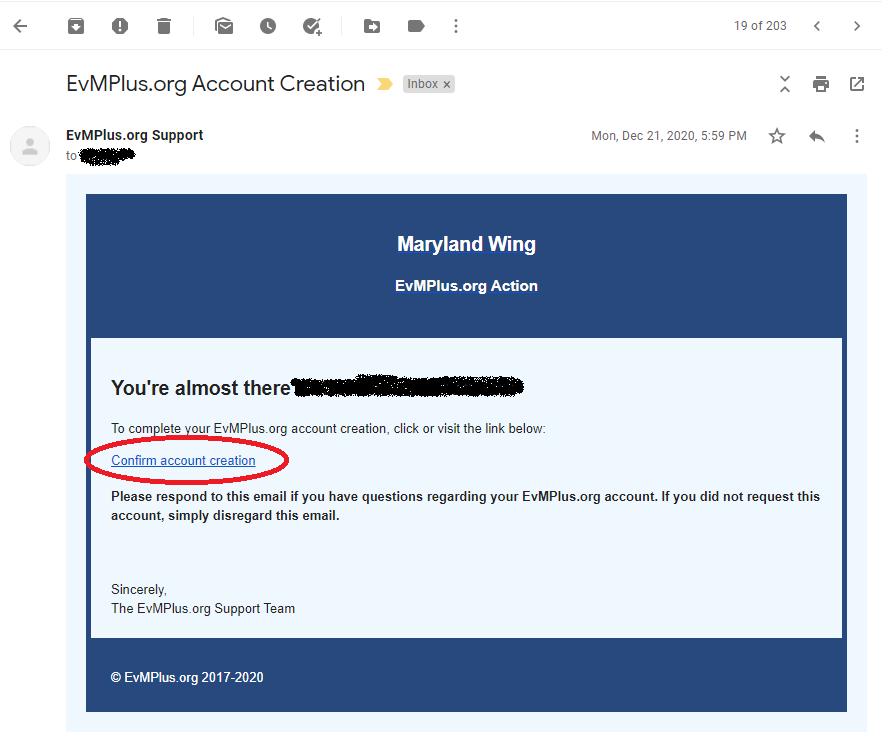 19 of 203
EvMPlus.org Account Creation
Inbox ×
EvMPlus.org Support
Mon, Dec 21, 2020, 5:59 PM
to
Maryland Wing
EvMPlus.org Action
You're almost there
To complete your EvMPlus.org account creation, click or visit the link below:
Confirm account creation
Please respond to this email if you have questions regarding your EvMPlus.org account. If you did not request this
account, simply disregard this email.
Sincerely,
The EvMPlus.org Support Team
© EvMPlus.org 2017-2020